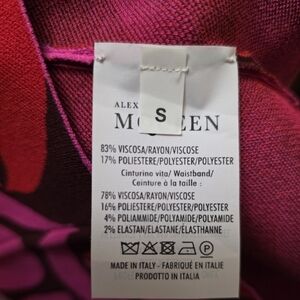 ALEX
S
M QUEEN
83% VISCOSA/RAYON/VISCOSE
17% POLIESTERE/POLYESTER/POLYESTER
Cinturino vita/ Waistband/
Ceinture à la taille :
78% VISCOSA/RAYON/VISCOSE
16% POLIESTERE/POLYESTER/POLYESTER
4% POLIAMMIDE/POLYAMIDE/POLYAMIDE
2% ELASTAN/ELASTANE/ÉLASTHANNE
MADE IN ITALY - FABRIQUÉ EN ITALIE
PRODOTTO IN ITALIA